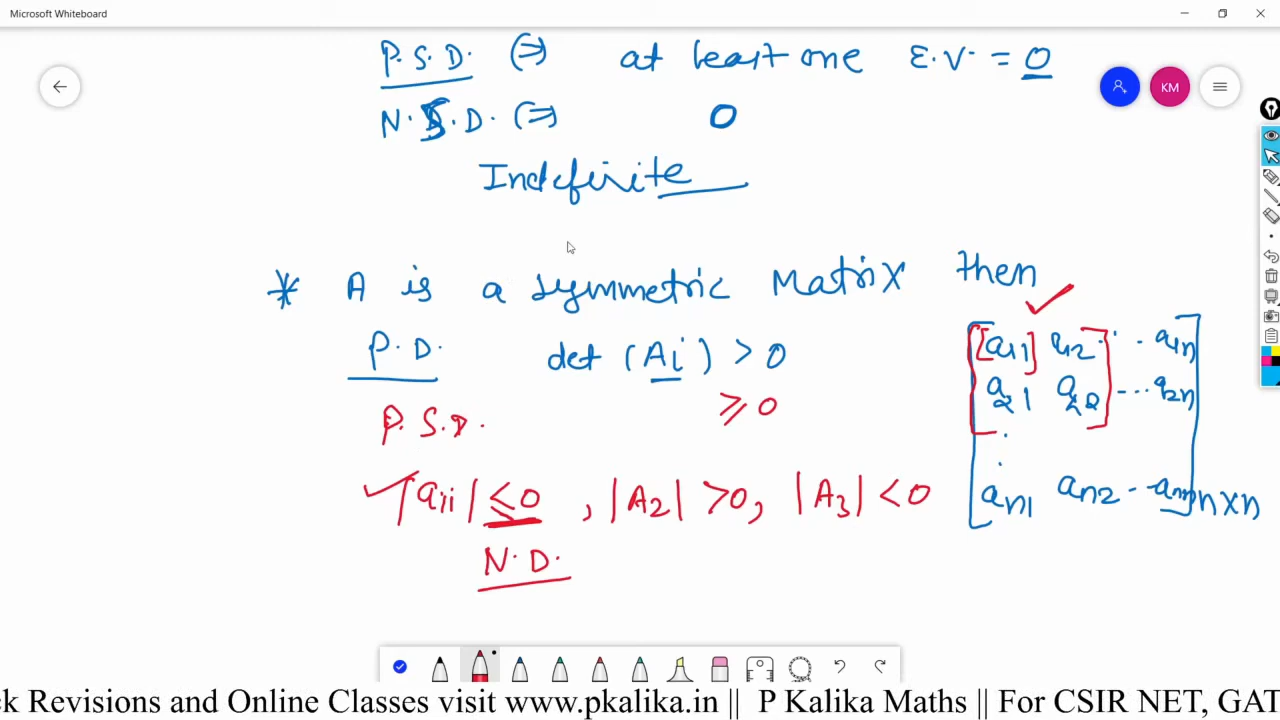 Microsoft Whiteboard
P.S.D. (⇒) at least one E.V. = 0
KM
N.S.D. (⇒) 0
Indefinite
* A is a symmetric Matrix then
P.D. det (Ai) > 0
P.S.D. ≥ 0
[a11] a12 . . . a1n
a21 a22 - ... a2n
.
.
an1 an2 - - ann n×n
|a11| ≤ 0, |A2| > 0, |A3| < 0
N.D.
ck Revisions and Online Classes visit www.pkalika.in || P Kalika Maths || For CSIR NET, GAT